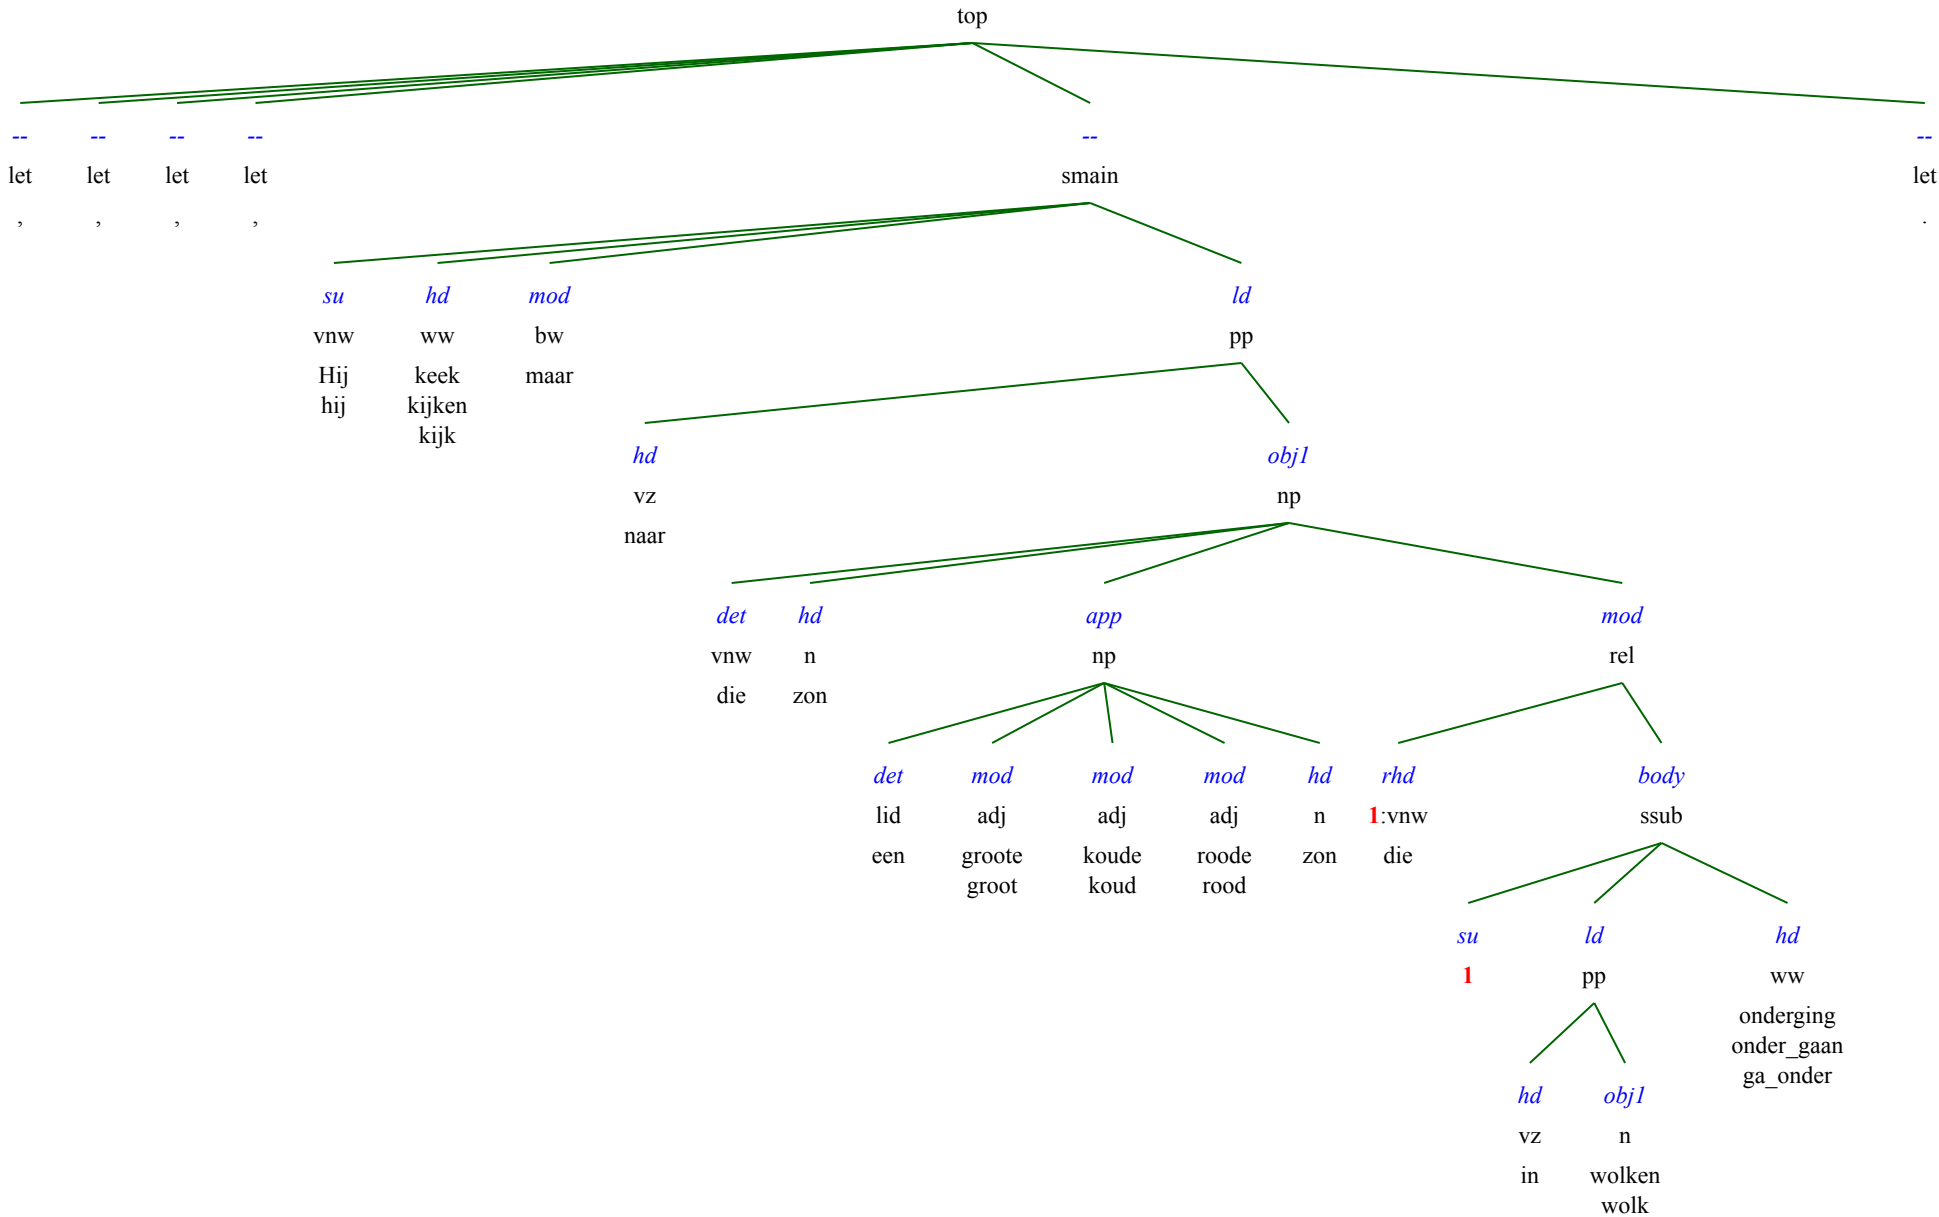 top
-- -- -- -- -- --
let let let let smain let
, , , , .
su hd mod ld
vnw ww bw pp
Hij keek maar
hij kijken
kijk
hd obj1
vz np
naar
det hd app mod
vnw n np rel
die zon
det mod mod mod hd rhd body
lid adj adj adj n 1:vnw ssub
een groote koude roode zon die
groot koud rood
su ld hd
1 pp ww
onderging
onder_gaan
ga_onder
hd obj1
vz n
in wolken
wolk